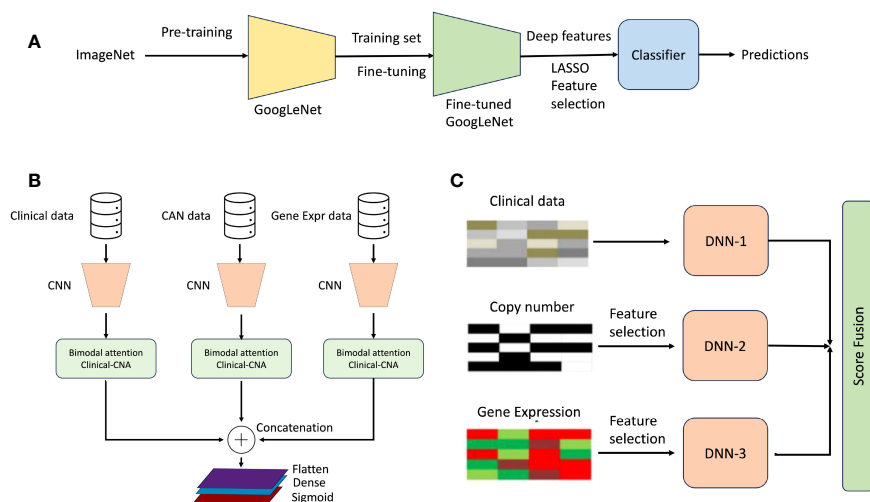 A
ImageNet
Pre-training
GoogLeNet
Training set
Fine-tuning
Fine-tuned
GoogLeNet
Deep features
LASSO
Feature
selection
Classifier
Predictions
B
Clinical data
CAN data
Gene Expr data
CNN
CNN
CNN
Bimodal attention
Clinical-CNA
Bimodal attention
Clinical-CNA
Bimodal attention
Clinical-CNA
Concatenation
Flatten
Dense
Sigmoid
C
Clinical data
DNN-1
Copy number
Feature
selection
DNN-2
Gene Expression
Feature
selection
DNN-3
Score Fusion